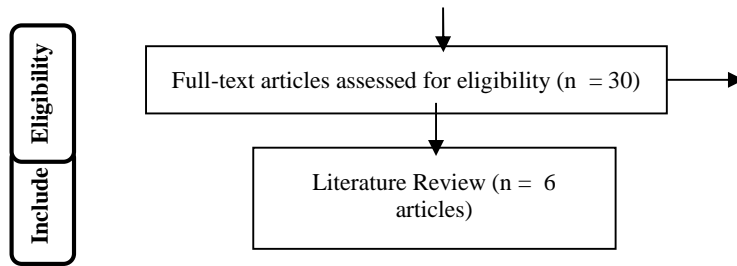 Eligibility
Full-text articles assessed for eligibility (n  = 30)
Include
Literature Review (n =  6
articles)